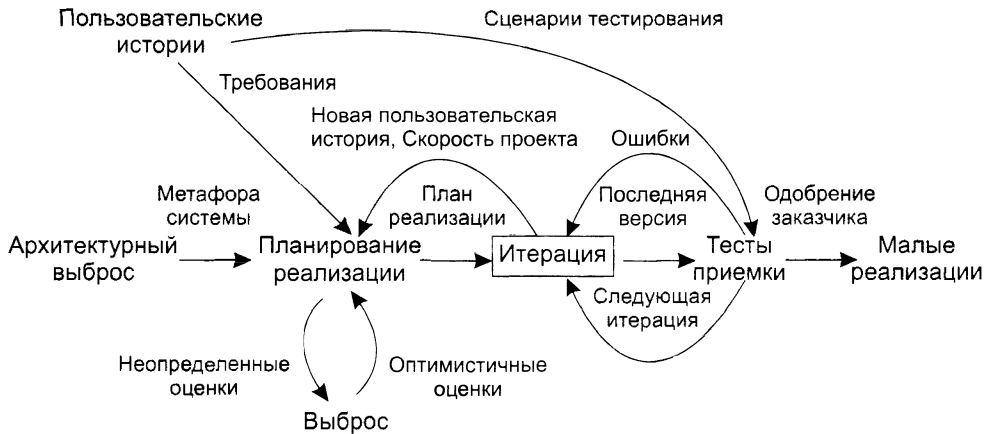 Пользовательские
истории
Сценарии тестирования
Требования
Новая пользовательская
история, Скорость проекта
Ошибки
Метафора
системы
План
реализации
Последняя
версия
Одобрение
заказчика
Архитектурный
выброс
Планирование
реализации
Итерация
Тесты
приемки
Малые
реализации
Следующая
итерация
Неопределенные
оценки
Оптимистичные
оценки
Выброс